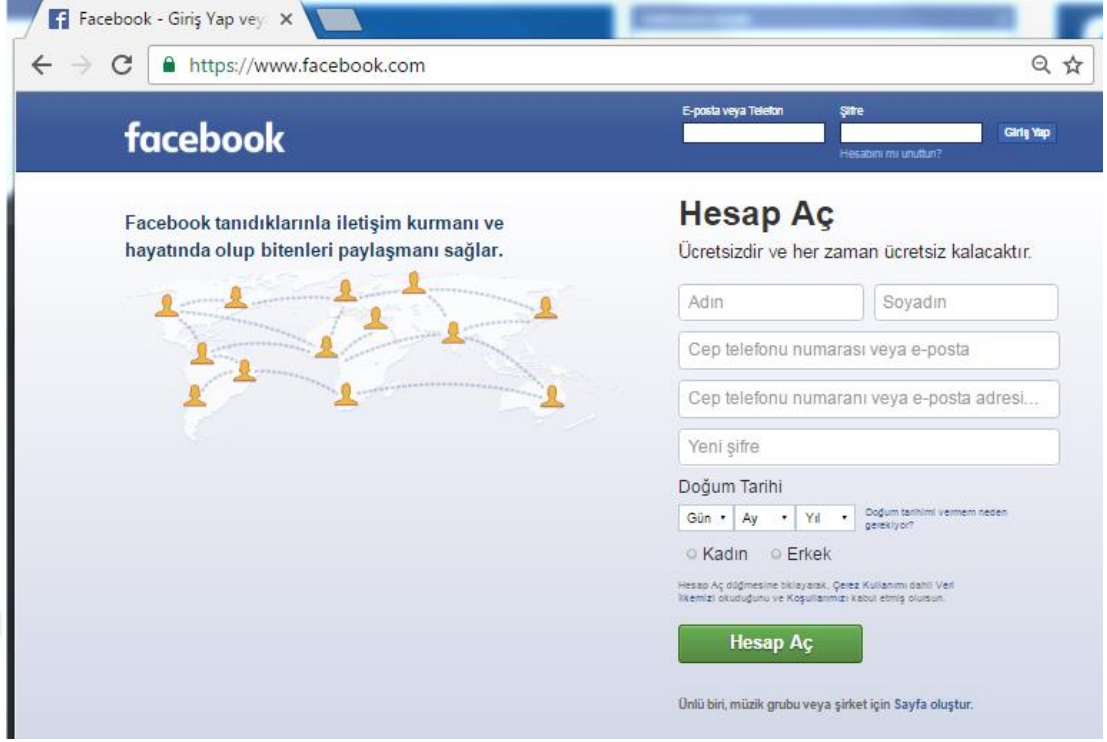 Facebook - Giriş Yap vey
https://www.facebook.com
facebook
E-posta veya Telefon
Şifre
Giriş Yap
Hesabını mı unuttun?
Facebook tanıdıklarınla iletişim kurmanı ve
hayatında olup bitenleri paylaşmanı sağlar.
Hesap Aç
Ücretsizdir ve her zaman ücretsiz kalacaktır.
Adın
Soyadın
Cep telefonu numarası veya e-posta
Cep telefonu numaranı veya e-posta adresi...
Yeni şifre
Doğum Tarihi
Gün Ay Yıl
Doğum tarihimi vermem neden
gerekiyor?
Kadın Erkek
Hesap Aç düğmesine tıklayarak, Çerez Kullanımı dahil Veri
İlkemizi okuduğunu ve Koşullarımızı kabul etmiş olursun.
Hesap Aç
Ünlü biri, müzik grubu veya şirket için Sayfa oluştur.